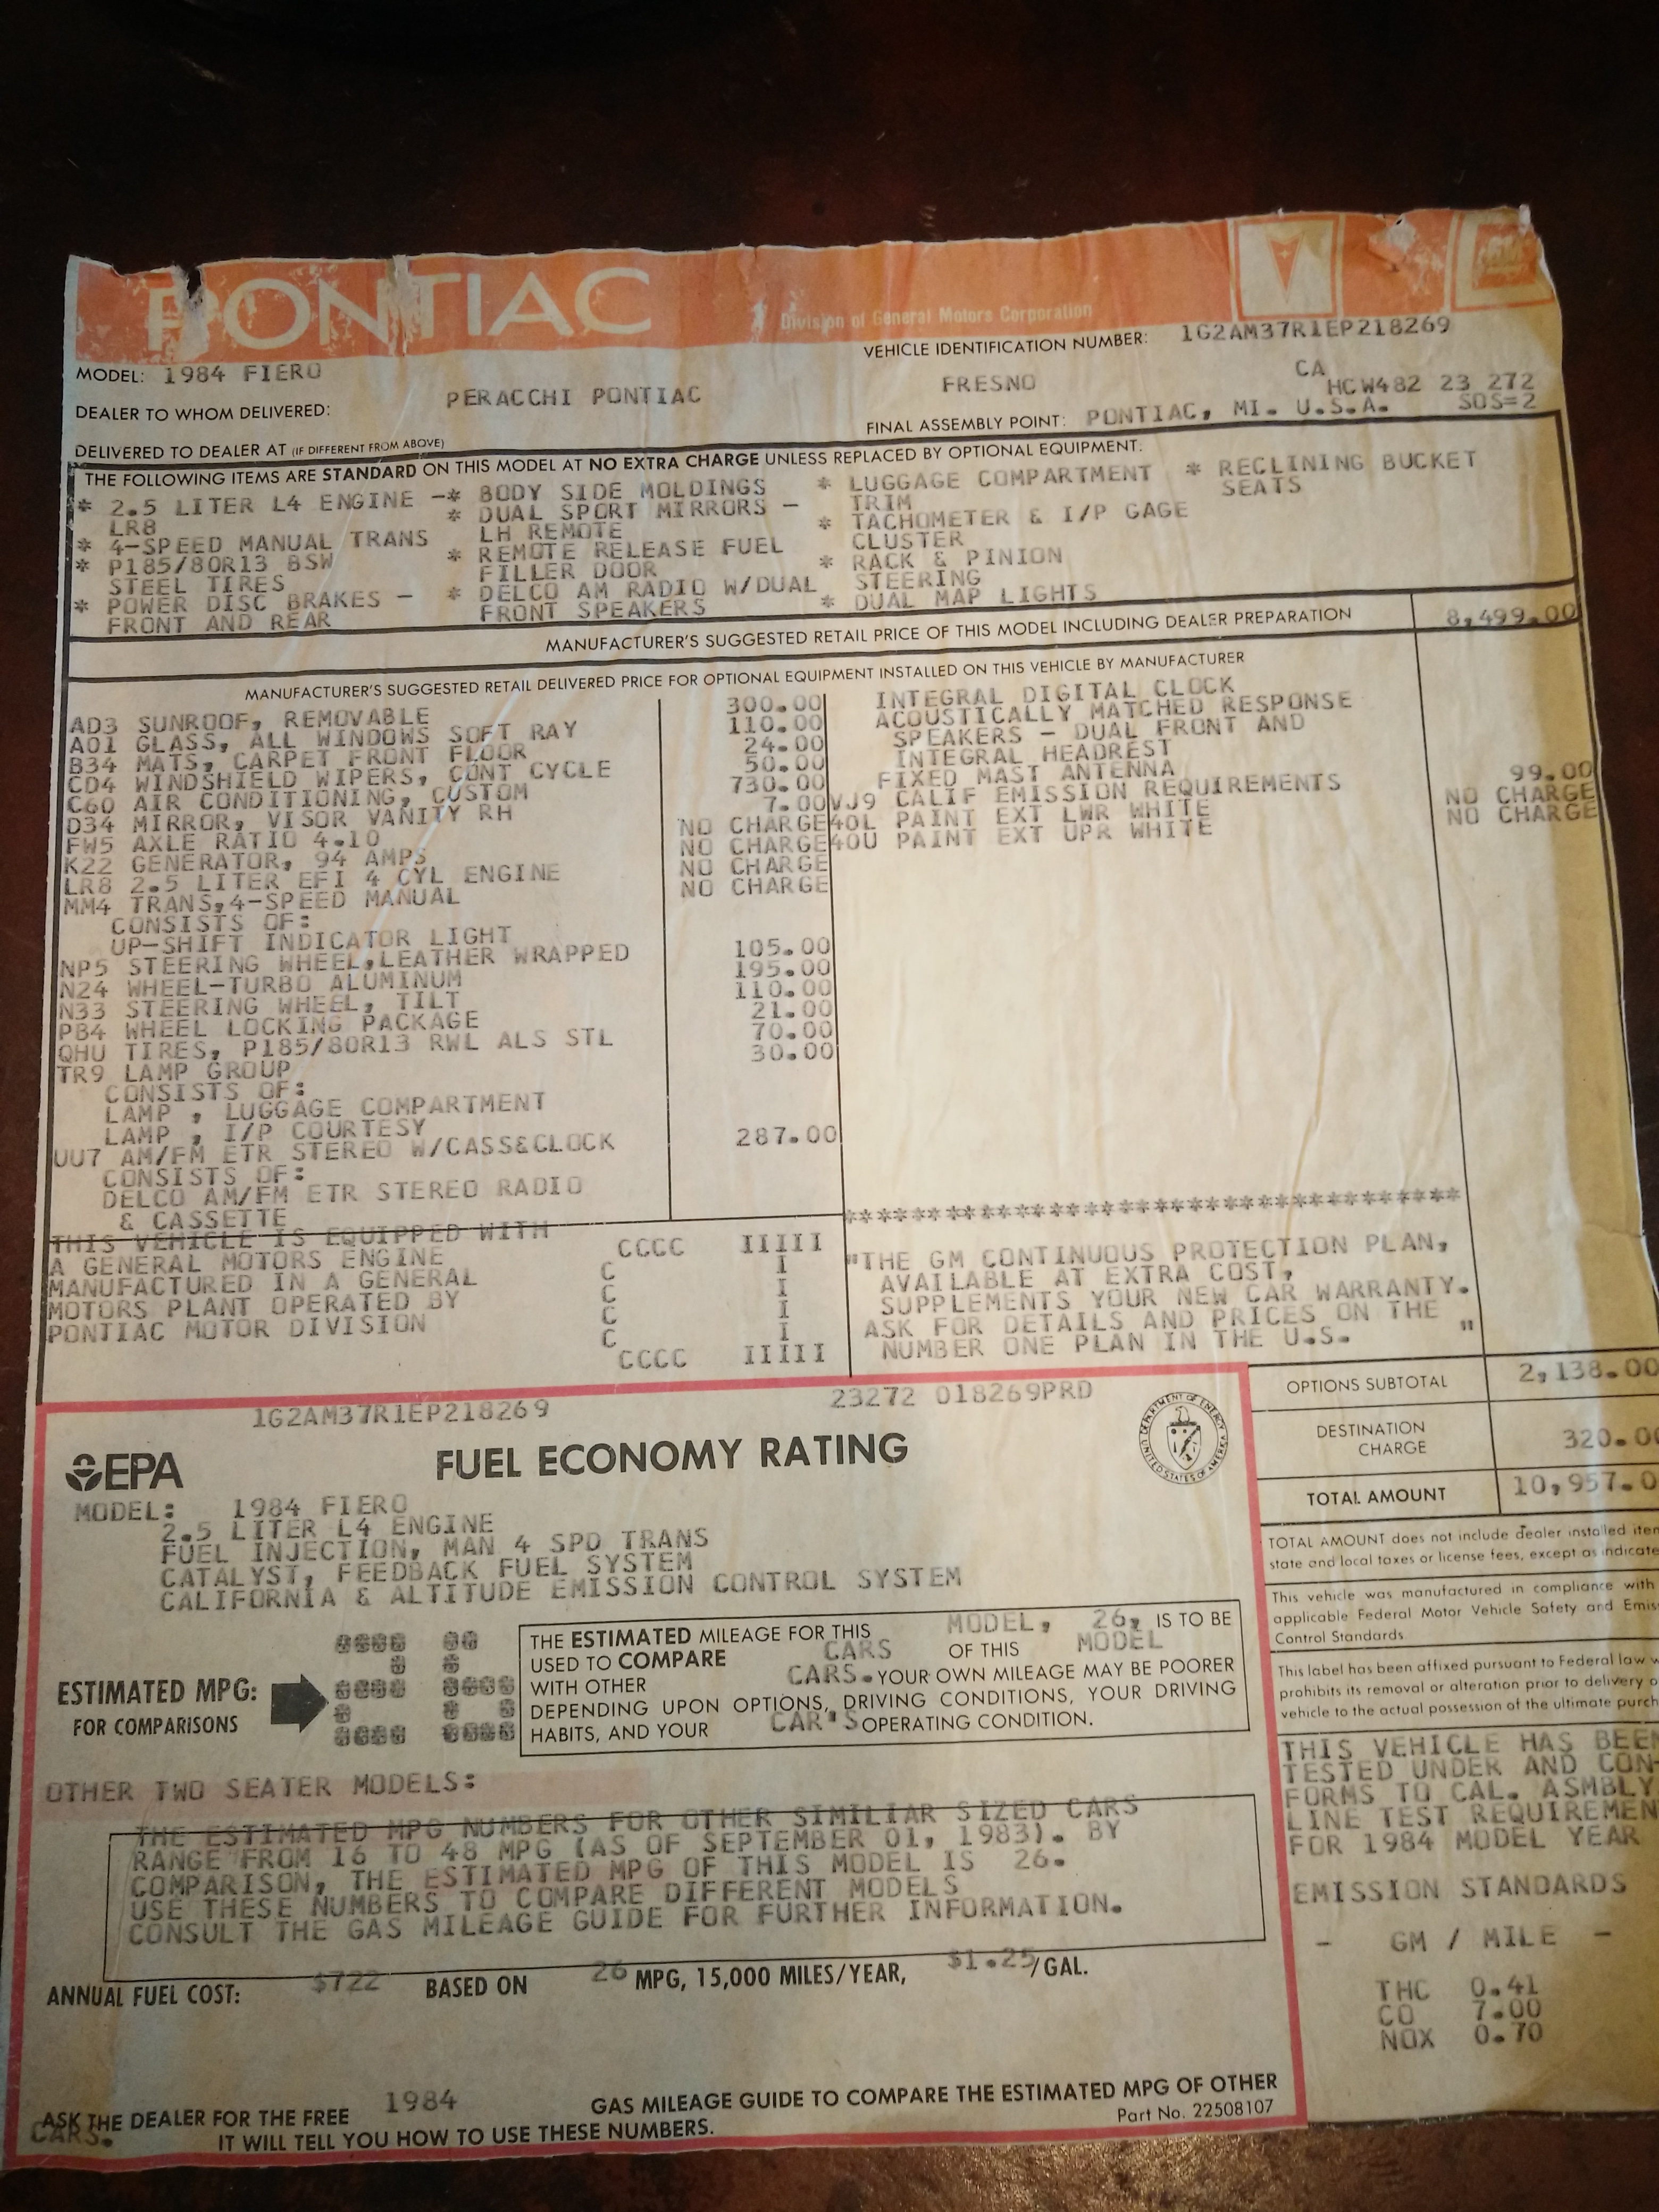 PONTIAC
Division of General Motors Corporation
VEHICLE IDENTIFICATION NUMBER: 1G2AM37R1EP218269
MODEL: 1984 FIERO
CA
HCW482 23 272
DEALER TO WHOM DELIVERED: PERACCHI PONTIAC FRESNO
FINAL ASSEMBLY POINT: PONTIAC, MI. U.S.A. SOS=2
DELIVERED TO DEALER AT (IF DIFFERENT FROM ABOVE)
THE FOLLOWING ITEMS ARE STANDARD ON THIS MODEL AT NO EXTRA CHARGE UNLESS REPLACED BY OPTIONAL EQUIPMENT.
* 2.5 LITER L4 ENGINE -
LR8
* 4-SPEED MANUAL TRANS
* P185/80R13 BSW
STEEL TIRES
* POWER DISC BRAKES -
FRONT AND REAR
* BODY SIDE MOLDINGS
* DUAL SPORT MIRRORS -
LH REMOTE
* REMOTE RELEASE FUEL
FILLER DOOR
* DELCO AM RADIO W/DUAL
FRONT SPEAKERS
* LUGGAGE COMPARTMENT
TRIM
* TACHOMETER & I/P GAGE
CLUSTER
* RACK & PINION
STEERING
* DUAL MAP LIGHTS
* RECLINING BUCKET
SEATS
MANUFACTURER'S SUGGESTED RETAIL PRICE OF THIS MODEL INCLUDING DEALER PREPARATION 8,499.00
MANUFACTURER'S SUGGESTED RETAIL DELIVERED PRICE FOR OPTIONAL EQUIPMENT INSTALLED ON THIS VEHICLE BY MANUFACTURER
AD3 SUNROOF, REMOVABLE 300.00
A01 GLASS, ALL WINDOWS SOFT RAY 110.00
B34 MATS, CARPET FRONT FLOOR 24.00
CD4 WINDSHIELD WIPERS, CONT CYCLE 50.00
C60 AIR CONDITIONING, CUSTOM 730.00
D34 MIRROR, VISOR VANITY RH 7.00
FW5 AXLE RATIO 4.10 NO CHARGE
K22 GENERATOR, 94 AMPS NO CHARGE
LR8 2.5 LITER EFI 4 CYL ENGINE NO CHARGE
MM4 TRANS,4-SPEED MANUAL NO CHARGE
CONSISTS OF:
UP-SHIFT INDICATOR LIGHT
NP5 STEERING WHEEL,LEATHER WRAPPED 105.00
N24 WHEEL-TURBO ALUMINUM 195.00
N33 STEERING WHEEL, TILT 110.00
PB4 WHEEL LOCKING PACKAGE 21.00
QHU TIRES, P185/80R13 RWL ALS STL 70.00
TR9 LAMP GROUP 30.00
CONSISTS OF:
LAMP , LUGGAGE COMPARTMENT
LAMP , I/P COURTESY
UU7 AM/FM ETR STEREO W/CASS&CLOCK 287.00
CONSISTS OF:
DELCO AM/FM ETR STEREO RADIO
& CASSETTE
INTEGRAL DIGITAL CLOCK
ACOUSTICALLY MATCHED RESPONSE
SPEAKERS - DUAL FRONT AND
INTEGRAL HEADREST
FIXED MAST ANTENNA
VJ9 CALIF EMISSION REQUIREMENTS 99.00
40L PAINT EXT LWR WHITE NO CHARGE
40U PAINT EXT UPR WHITE NO CHARGE
THIS VEHICLE IS EQUIPPED WITH
A GENERAL MOTORS ENGINE
MANUFACTURED IN A GENERAL
MOTORS PLANT OPERATED BY
PONTIAC MOTOR DIVISION
CCCC IIIII
C I
C I
C I
C I
CCCC IIIII
**************************************
"THE GM CONTINUOUS PROTECTION PLAN,
AVAILABLE AT EXTRA COST,
SUPPLEMENTS YOUR NEW CAR WARRANTY.
ASK FOR DETAILS AND PRICES ON THE
NUMBER ONE PLAN IN THE U.S. "
OPTIONS SUBTOTAL 2,138.00
DESTINATION
CHARGE 320.00
TOTAL AMOUNT 10,957.0
TOTAL AMOUNT does not include dealer installed item
state and local taxes or license fees, except as indicate
This vehicle was manufactured in compliance with
applicable Federal Motor Vehicle Safety and Emis
Control Standards
This label has been affixed pursuant to Federal law w
prohibits its removal or alteration prior to delivery o
vehicle to the actual possession of the ultimate purch
THIS VEHICLE HAS BEEN
TESTED UNDER AND CON-
FORMS TO CAL. ASMBLY
LINE TEST REQUIREMEN
FOR 1984 MODEL YEAR
EMISSION STANDARDS
- GM / MILE -
THC 0.41
CO 7.00
NOX 0.70
1G2AM37R1EP218269 23272 018269PRD
DEPARTMENT OF ENERGY
UNITED STATES OF AMERICA
EPA
FUEL ECONOMY RATING
MODEL: 1984 FIERO
2.5 LITER L4 ENGINE
FUEL INJECTION, MAN 4 SPD TRANS
CATALYST, FEEDBACK FUEL SYSTEM
CALIFORNIA & ALTITUDE EMISSION CONTROL SYSTEM
ESTIMATED MPG:
FOR COMPARISONS
26
THE ESTIMATED MILEAGE FOR THIS MODEL, 26, IS TO BE
USED TO COMPARE CARS OF THIS MODEL
WITH OTHER CARS. YOUR OWN MILEAGE MAY BE POORER
DEPENDING UPON OPTIONS, DRIVING CONDITIONS, YOUR DRIVING
HABITS, AND YOUR CAR'S OPERATING CONDITION.
OTHER TWO SEATER MODELS:
THE ESTIMATED MPG NUMBERS FOR OTHER SIMILIAR SIZED CARS
RANGE FROM 16 TO 48 MPG (AS OF SEPTEMBER 01, 1983). BY
COMPARISON, THE ESTIMATED MPG OF THIS MODEL IS 26.
USE THESE NUMBERS TO COMPARE DIFFERENT MODELS
CONSULT THE GAS MILEAGE GUIDE FOR FURTHER INFORMATION.
ANNUAL FUEL COST: $722 BASED ON 26 MPG, 15,000 MILES/YEAR, $1.25/GAL.
ASK THE DEALER FOR THE FREE 1984 GAS MILEAGE GUIDE TO COMPARE THE ESTIMATED MPG OF OTHER
CARS. IT WILL TELL YOU HOW TO USE THESE NUMBERS.
Part No. 22508107